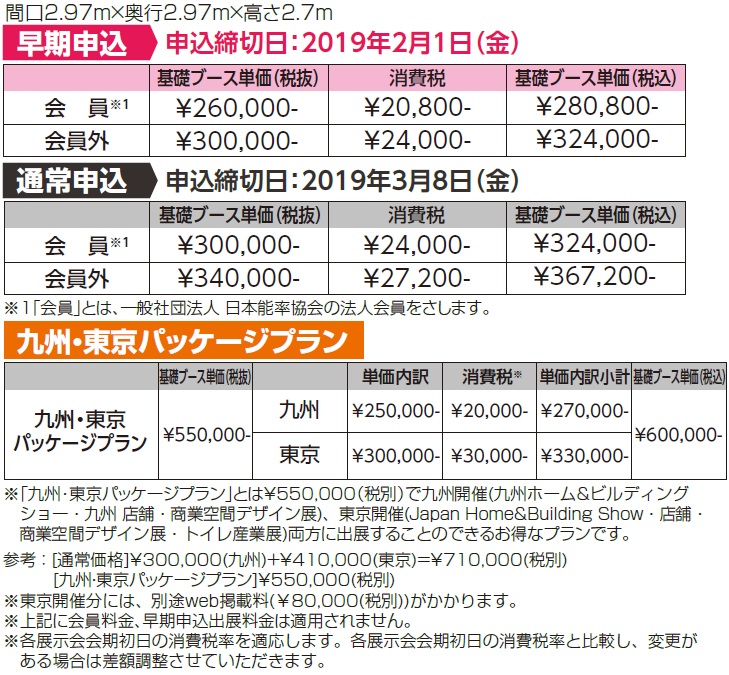 間口2.97m×奥行2.97m×高さ2.7m
早期申込 申込締切日：2019年2月1日（金）
基礎ブース単価（税抜） 消費税 基礎ブース単価（税込）
会 員※1 ¥260,000- ¥20,800- ¥280,800-
会員外 ¥300,000- ¥24,000- ¥324,000-
通常申込 申込締切日：2019年3月8日（金）
基礎ブース単価（税抜） 消費税 基礎ブース単価（税込）
会 員※1 ¥300,000- ¥24,000- ¥324,000-
会員外 ¥340,000- ¥27,200- ¥367,200-
※1「会員」とは、一般社団法人 日本能率協会の法人会員をさします。
九州・東京パッケージプラン
基礎ブース単価（税抜） 単価内訳 消費税※ 単価内訳小計 基礎ブース単価（税込）
九州・東京
パッケージプラン
¥550,000-
九州 ¥250,000- ¥20,000- ¥270,000-
東京 ¥300,000- ¥30,000- ¥330,000-
¥600,000-
※「九州・東京パッケージプラン」とは¥550,000（税別）で九州開催(九州ホーム&ビルディング
ショー・九州 店舗・商業空間デザイン展)、東京開催(Japan Home&Building Show・店舗・
商業空間デザイン展・トイレ産業展)両方に出展することのできるお得なプランです。
参考：[通常価格]¥300,000(九州)+¥410,000(東京)=¥710,000(税別)
[九州・東京パッケージプラン]¥550,000(税別)
※東京開催分には、別途web掲載料(¥80,000(税別))がかかります。
※上記に会員料金、早期申込出展料金は適用されません。
※各展示会会期初日の消費税率を適応します。各展示会会期初日の消費税率と比較し、変更が
ある場合は差額調整させていただきます。